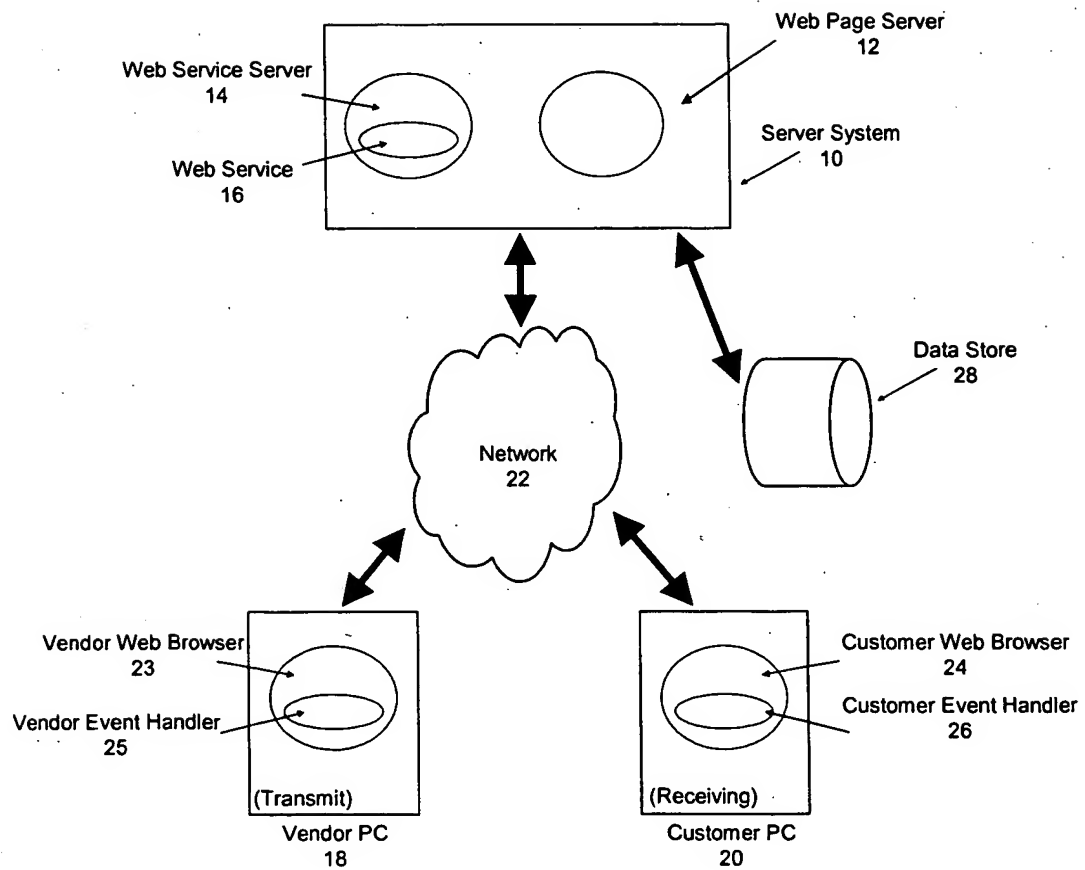 Web Page Server
12
Web Service Server
14
Server System
10
Web Service
16
Data Store
28
Network
22
Vendor Web Browser
23
Customer Web Browser
24
Vendor Event Handler
25
Customer Event Handler
26
(Transmit)
(Receiving)
Vendor PC
18
Customer PC
20